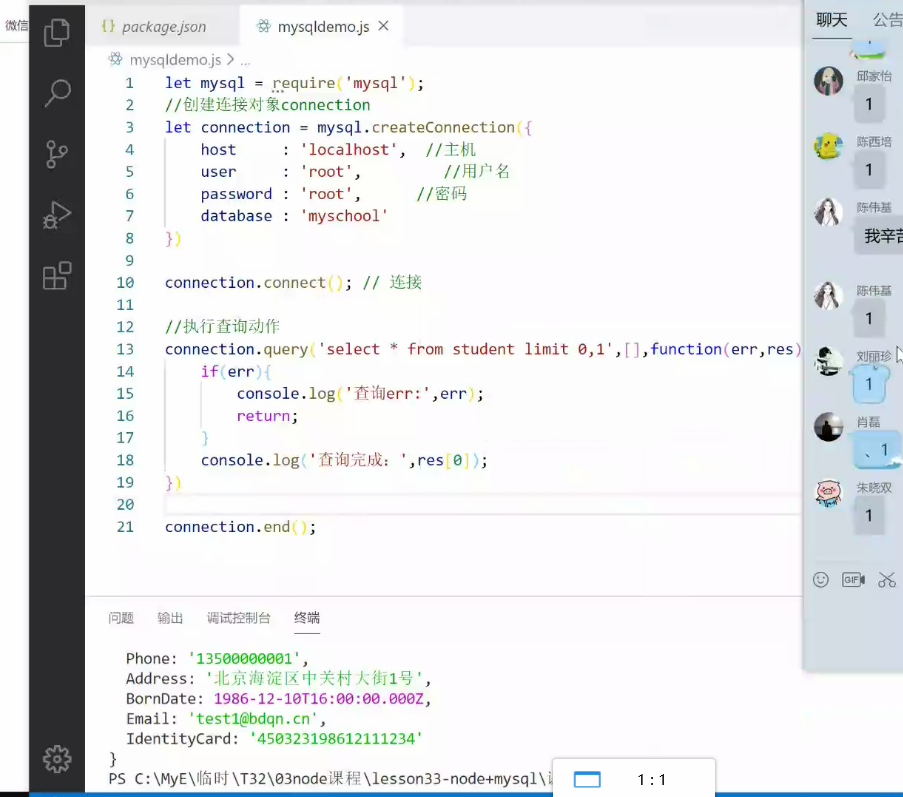 微信
package.json
mysqldemo.js ×
mysqldemo.js > ...
1 let mysql = require('mysql');
2 //创建连接对象connection
3 let connection = mysql.createConnection({
4 host : 'localhost', //主机
5 user : 'root', //用户名
6 password : 'root', //密码
7 database : 'myschool'
8 })
9
10 connection.connect(); // 连接
11
12 //执行查询动作
13 connection.query('select * from student limit 0,1',[],function(err,res)
14 if(err){
15 console.log('查询err:',err);
16 return;
17 }
18 console.log('查询完成：',res[0]);
19 })
20
21 connection.end();
问题 输出 调试控制台 终端
Phone: '13500000001',
Address: '北京海淀区中关村大街1号',
BornDate: 1986-12-10T16:00:00.000Z,
Email: 'test1@bdqn.cn',
IdentityCard: '450323198612111234'
}
PS C:\MyE\临时\T32\03node课程\lesson33-node+mysql\
1:1
聊天 公告
邱家怡
1
陈西培
1
陈伟基
我辛苦
陈伟基
1
刘丽珍
1
肖磊
、1
朱晓双
1
GIF